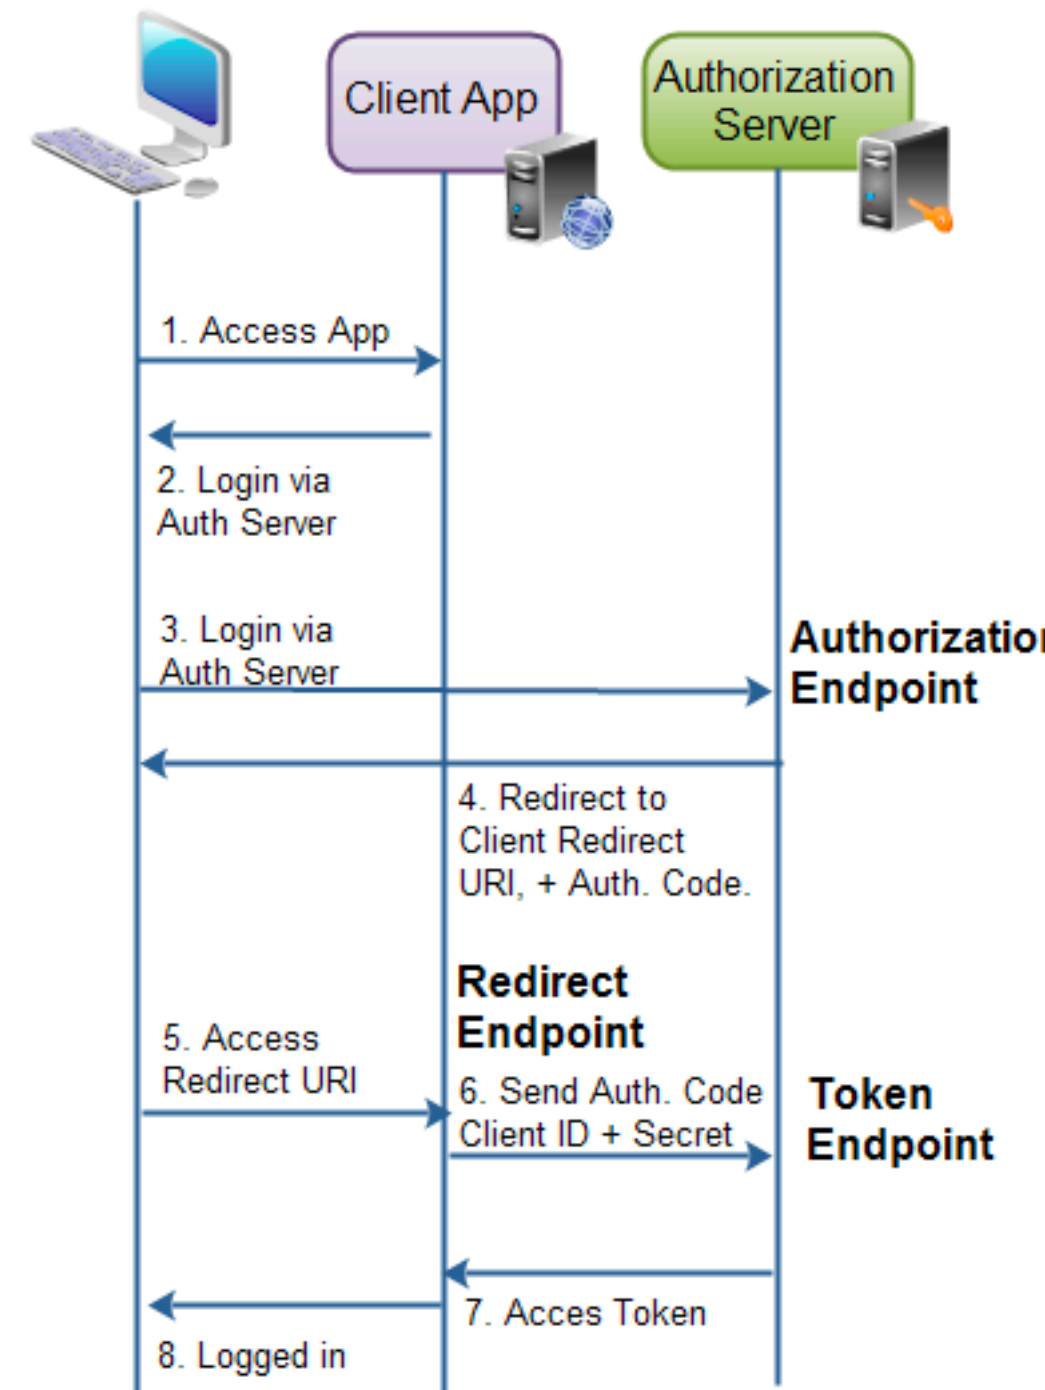 Client App
Authorization
Server
1. Access App
2. Login via
Auth Server
3. Login via
Auth Server
Authorization
Endpoint
4. Redirect to
Client Redirect
URI, + Auth. Code.
Redirect
Endpoint
5. Access
Redirect URI
6. Send Auth. Code
Client ID + Secret
Token
Endpoint
7. Acces Token
8. Logged in